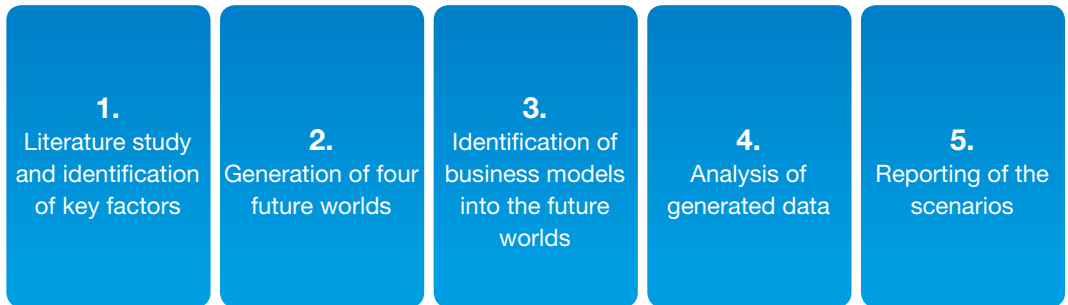 1.
Literature study
and identification
of key factors
2.
Generation of four
future worlds
3.
Identification of
business models
into the future
worlds
4.
Analysis of
generated data
5.
Reporting of the
scenarios